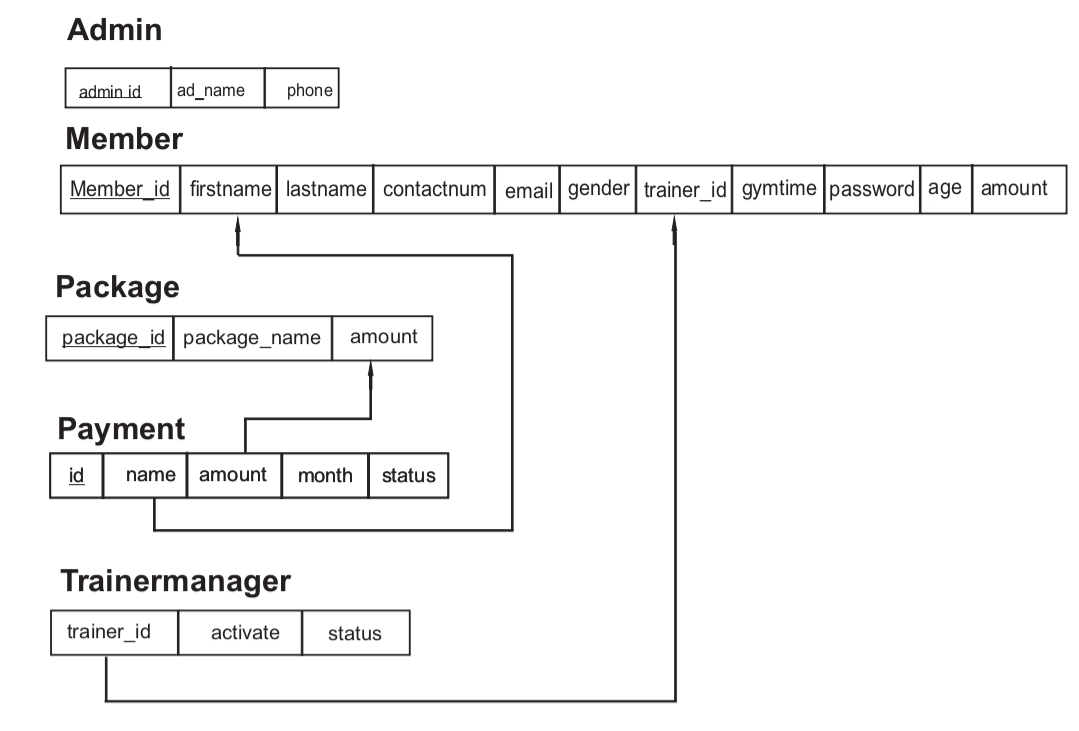 Admin
admin id ad_name phone
Member
Member_id firstname lastname contactnum email gender trainer_id gymtime password age amount
Package
package_id package_name amount
Payment
id name amount month status
Trainermanager
trainer_id activate status